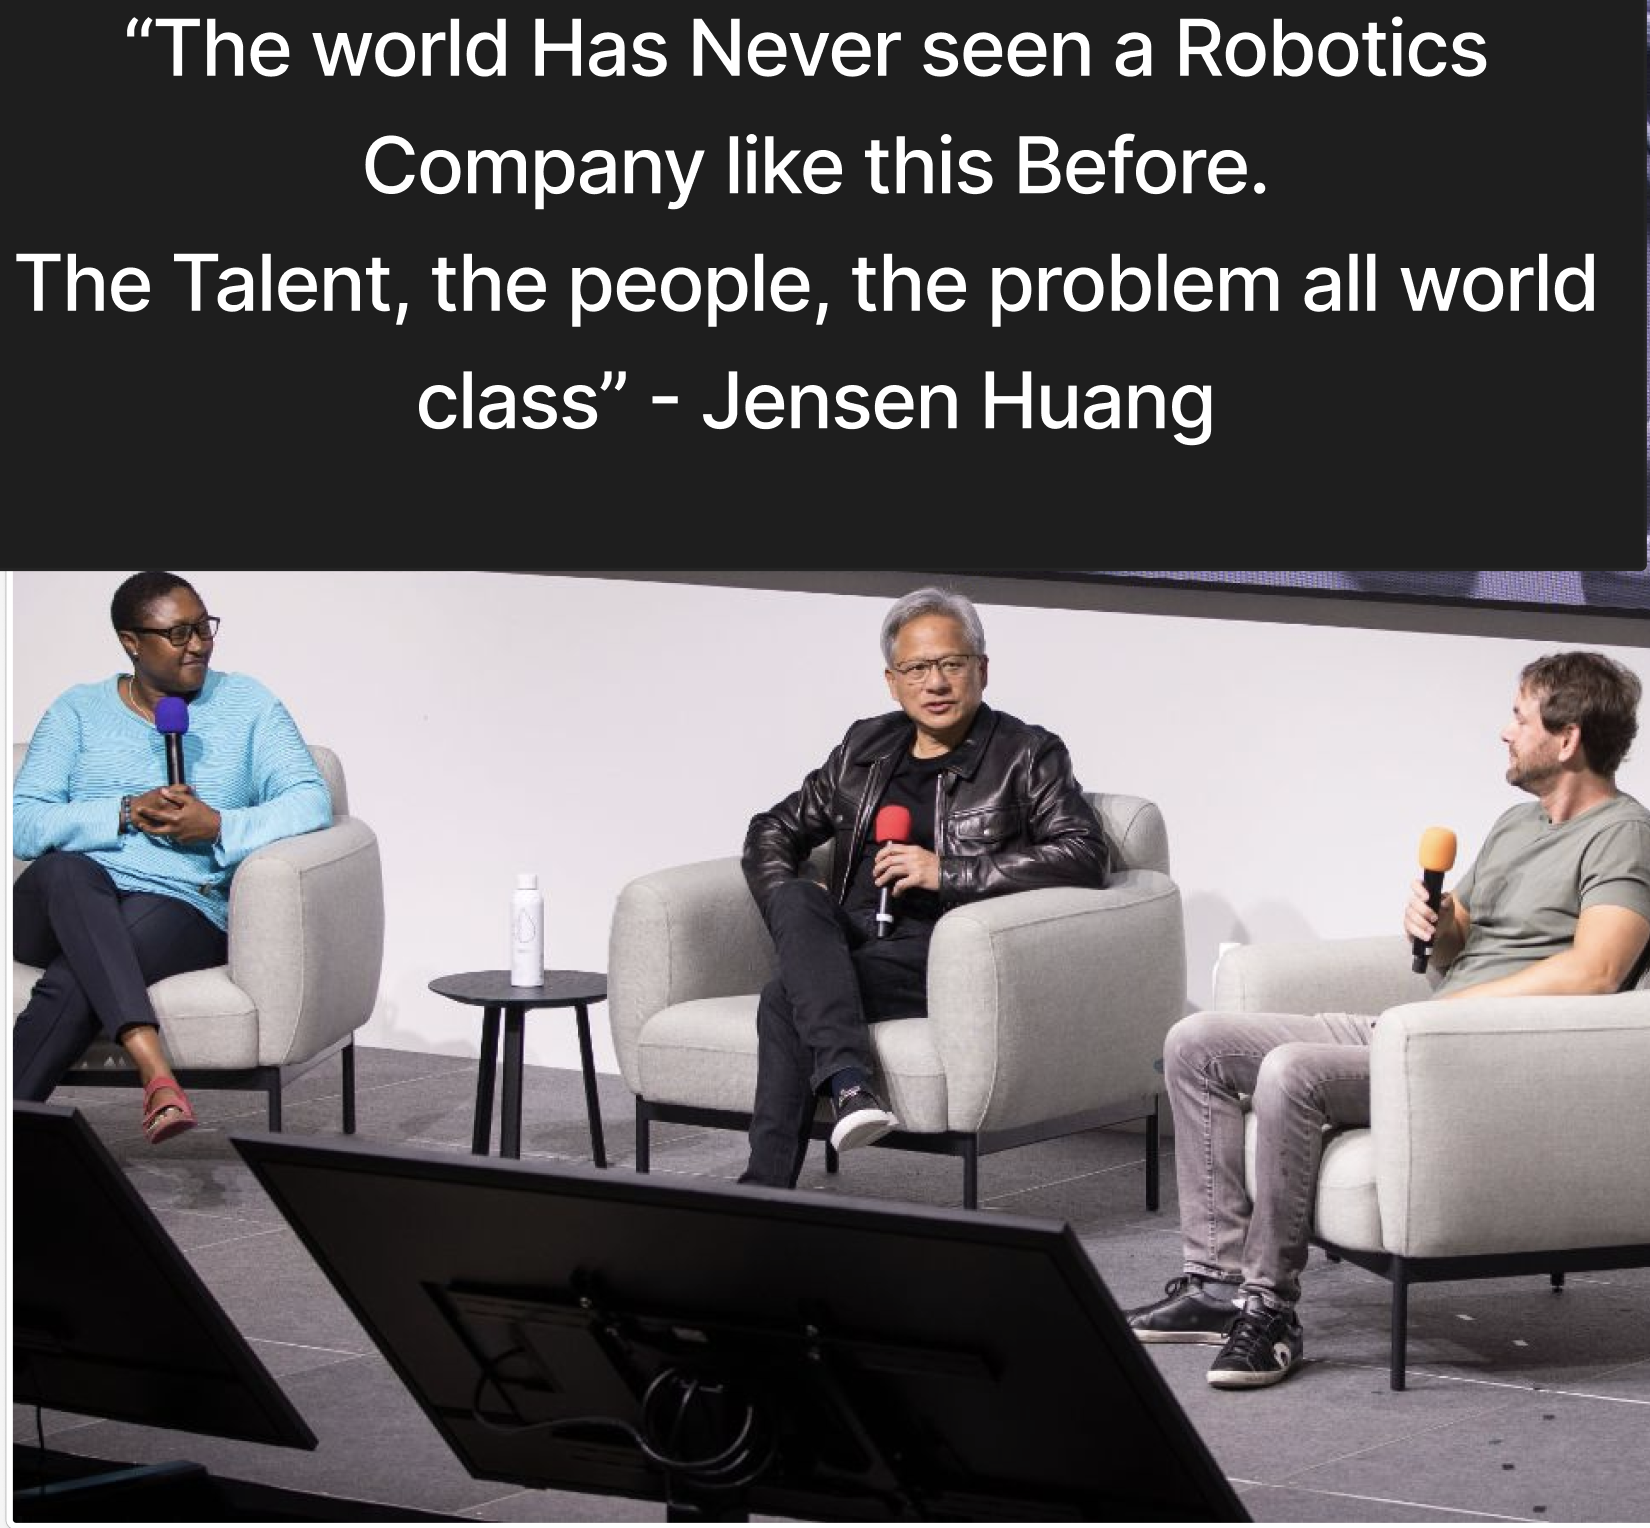 “The world Has Never seen a Robotics
Company like this Before.
The Talent, the people, the problem all world
class” - Jensen Huang